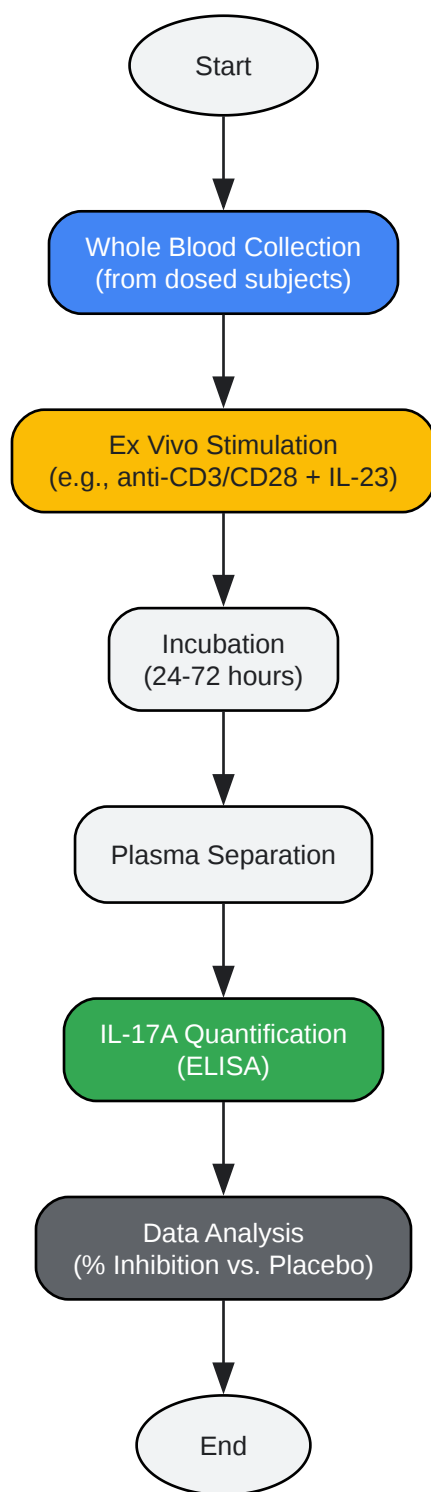 Start
Whole Blood Collection
(from dosed subjects)
Ex Vivo Stimulation
(e.g., anti-CD3/CD28 + IL-23)
Incubation
(24-72 hours)
Plasma Separation
IL-17A Quantification
(ELISA)
Data Analysis
(% Inhibition vs. Placebo)
End